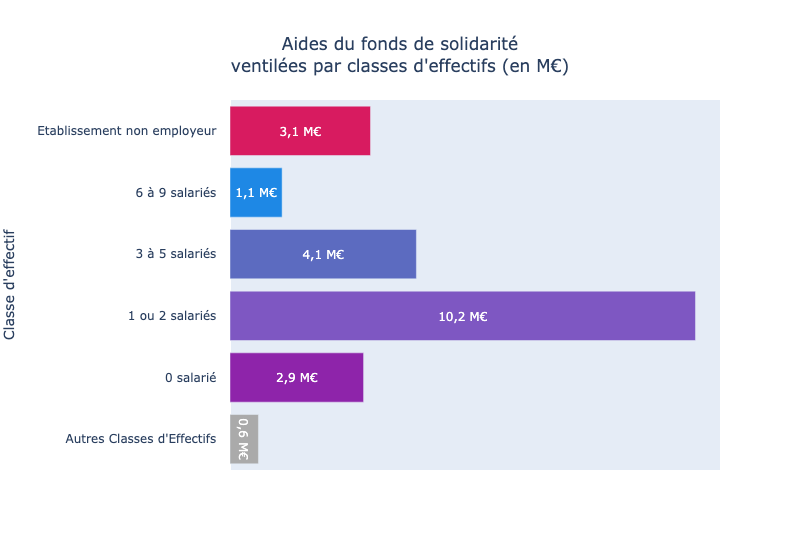 Aides du fonds de solidarité
ventilées par classes d'effectifs (en M€)
Classe d'effectif
Etablissement non employeur
3,1 M€
6 à 9 salariés
1,1 M€
3 à 5 salariés
4,1 M€
1 ou 2 salariés
10,2 M€
0 salarié
2,9 M€
Autres Classes d'Effectifs
0,6 M€